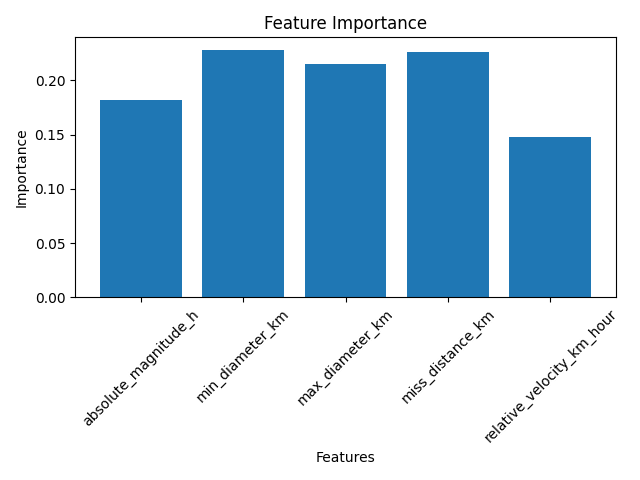 Feature Importance
Importance
0.20
0.15
0.10
0.05
0.00
absolute_magnitude_h
min_diameter_km
max_diameter_km
miss_distance_km
relative_velocity_km_hour
Features